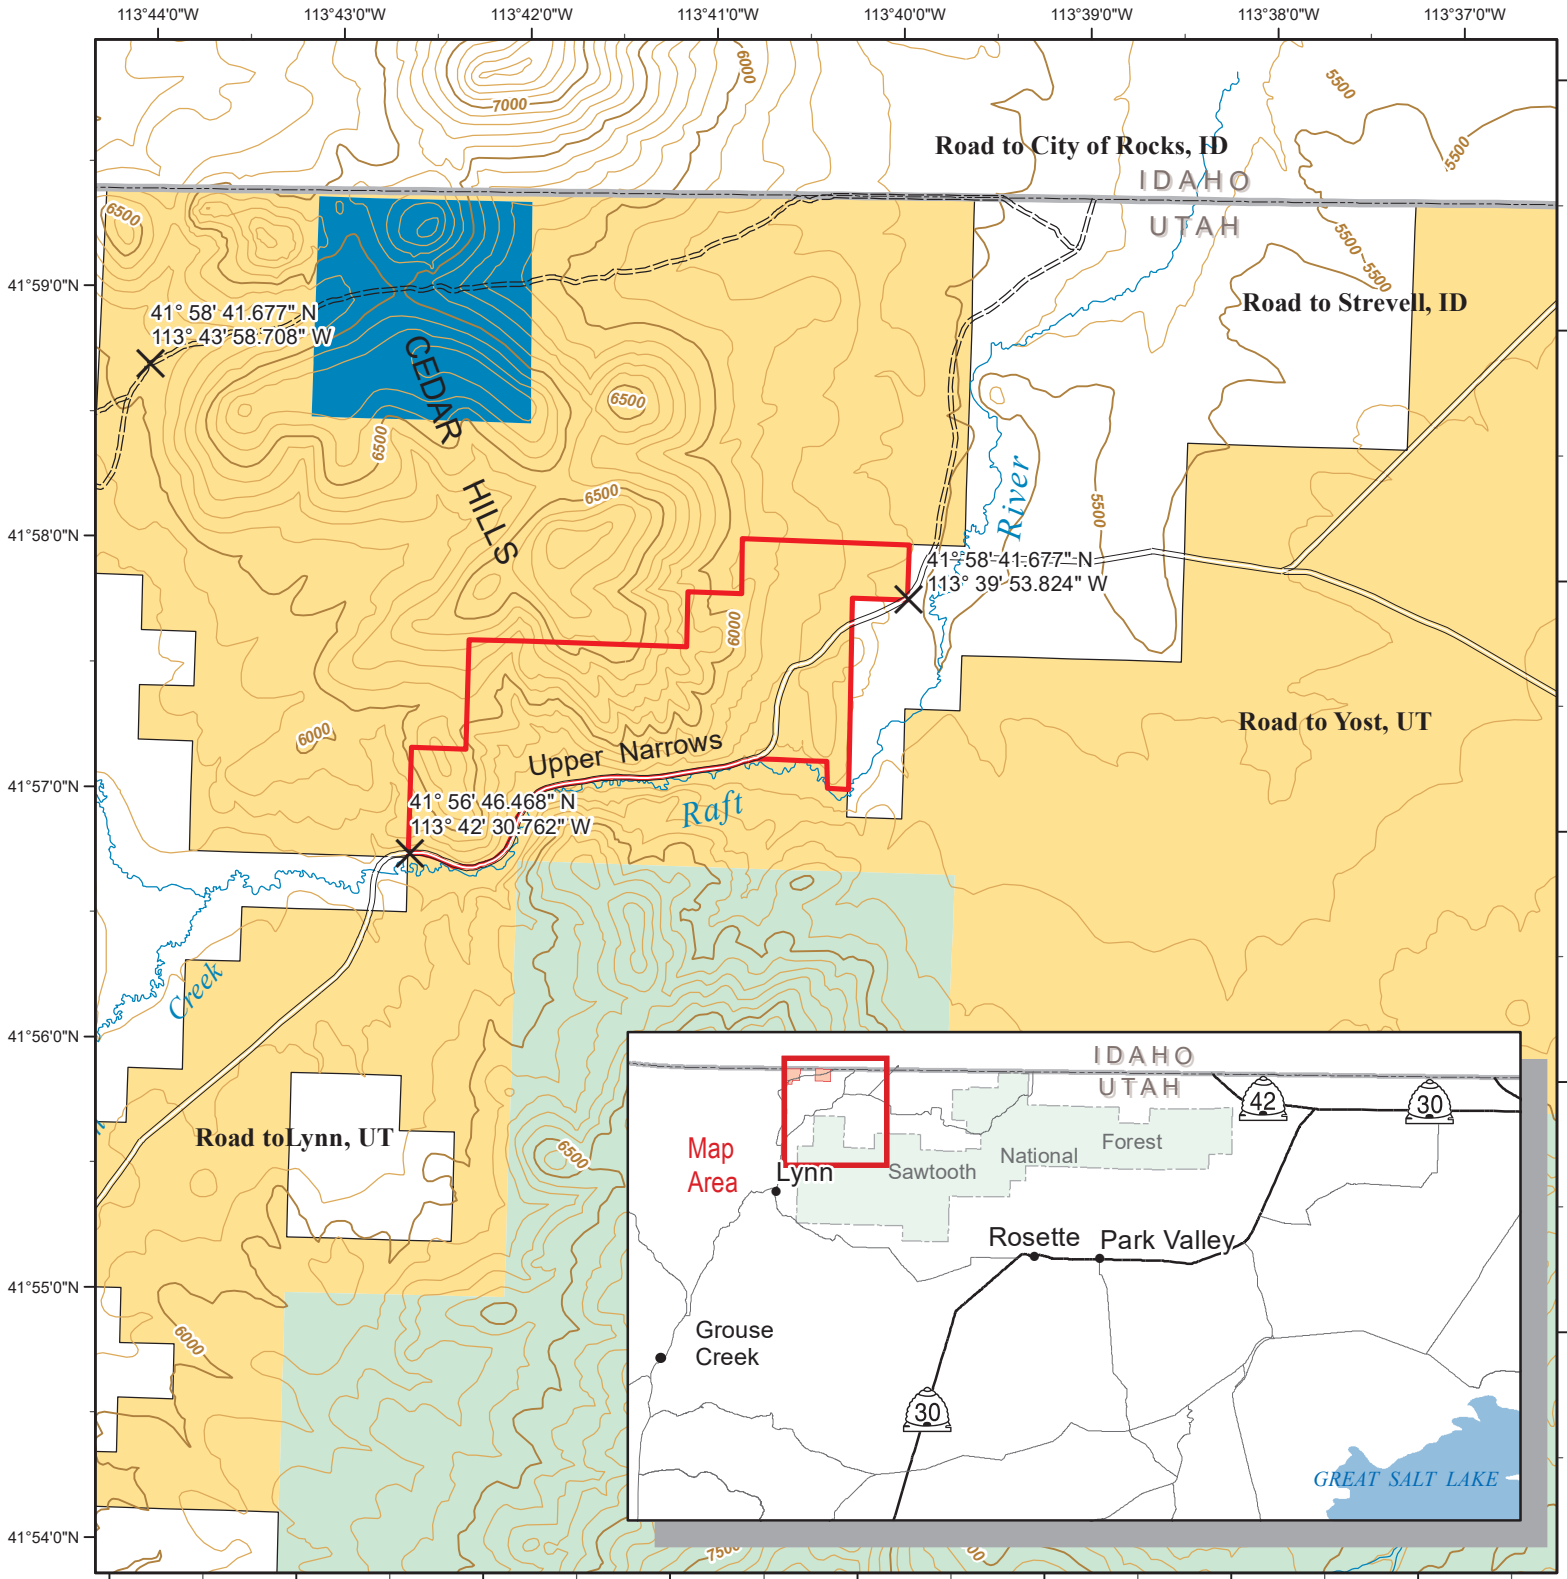 113°44'0"W
113°43'0"W
113°42'0"W
113°41'0"W
113°40'0"W
113°39'0"W
113°38'0"W
113°37'0"W
6000
7000
5500
5500
Road to City of Rocks, ID
IDAHO
UTAH
6500
5500
5500
41°59'0"N
41° 58' 41.677" N
113° 43' 58.708" W
Road to Strevell, ID
CEDAR
HILLS
6500
6500
6500
River
5500
41°58'0"N
41° 58' 41.677" N
113° 39' 53.824" W
6000
6000
Road to Yost, UT
Upper Narrows
41°57'0"N
41° 56' 46.468" N
113° 42' 30.762" W
Raft
Creek
41°56'0"N
Road toLynn, UT
6500
41°55'0"N
6000
41°54'0"N
7500
IDAHO
UTAH
42
30
Map
Area
Lynn
Sawtooth
National
Forest
Rosette
Park Valley
Grouse
Creek
30
GREAT SALT LAKE